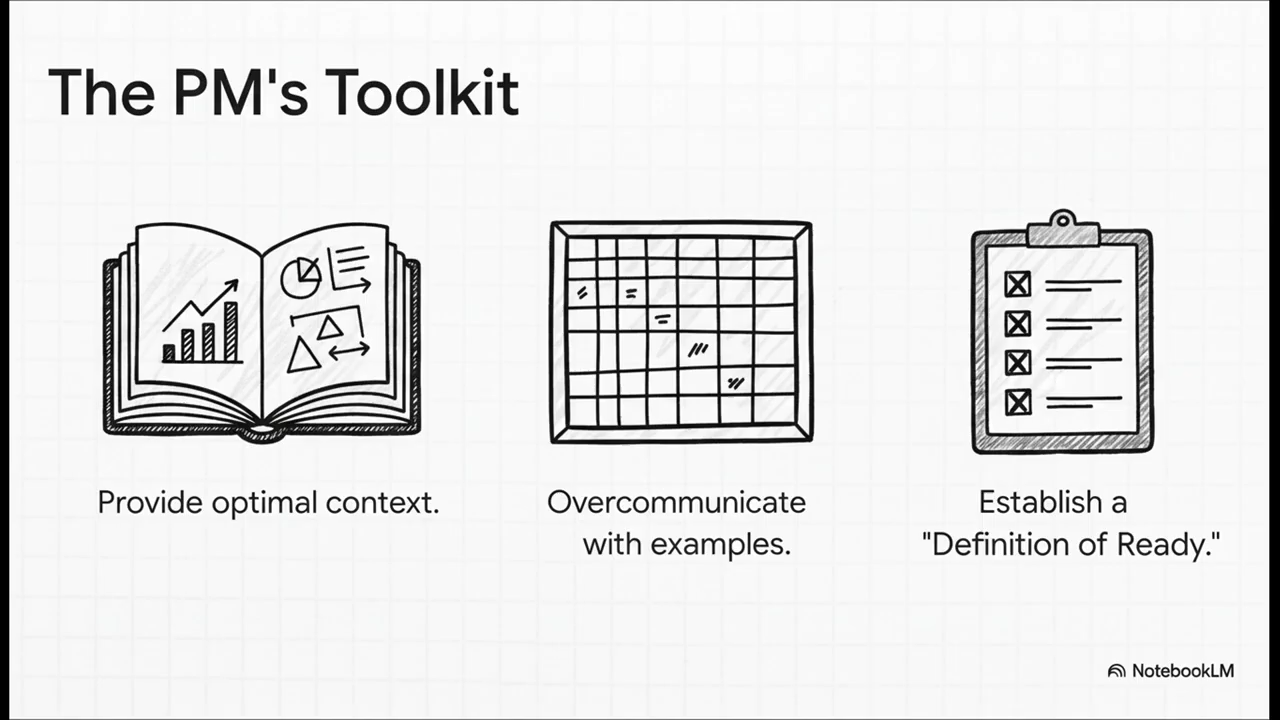 The PM's Toolkit
Provide optimal context.
Overcommunicate
with examples.
Establish a
"Definition of Ready."
NotebookLM